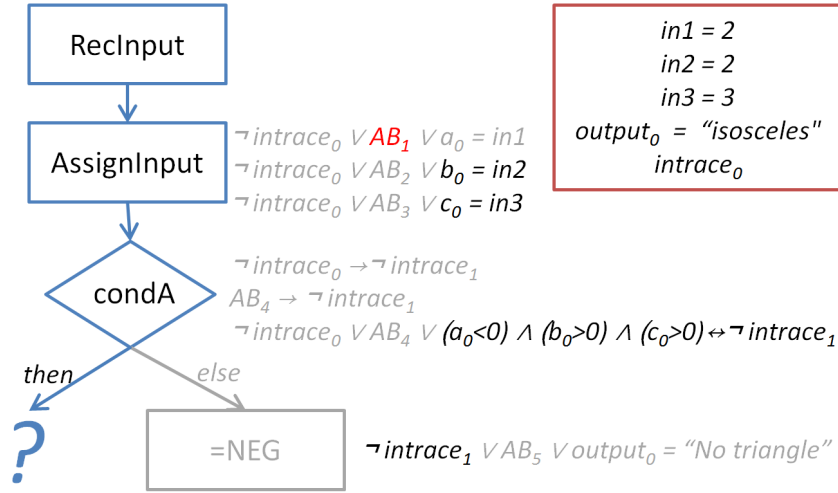 RecInput
in1 = 2
in2 = 2
in3 = 3
output₀ = “isosceles"
intrace₀
AssignInput
¬ intrace₀ ∨ AB₁ ∨ a₀ = in1
¬ intrace₀ ∨ AB₂ ∨ b₀ = in2
¬ intrace₀ ∨ AB₃ ∨ c₀ = in3
condA
¬ intrace₀ → ¬ intrace₁
AB₄ → ¬ intrace₁
¬ intrace₀ ∨ AB₄ ∨ (a₀<0) ∧ (b₀>0) ∧ (c₀>0)↔¬ intrace₁
then
else
?
=NEG
¬ intrace₁ ∨ AB₅ ∨ output₀ = “No triangle”